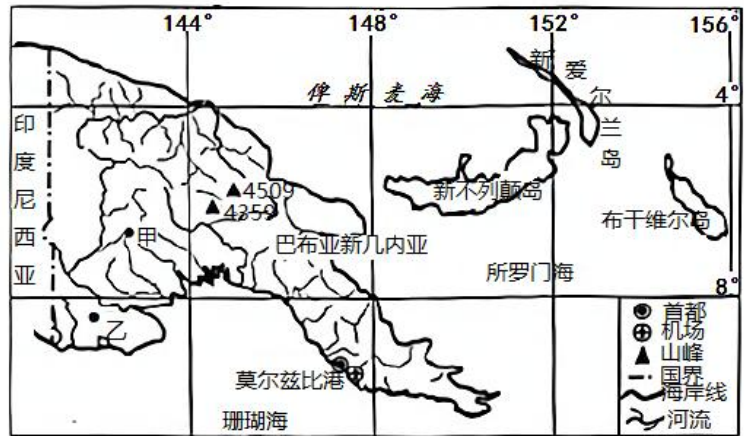 144°
148°
152°
156°
新爱尔兰岛
俾斯麦海
4°
印度尼西亚
4509
4359
新不列颠岛
甲
布干维尔岛
巴布亚新几内亚
所罗门海
8°
乙
首都
机场
山峰
国界
海岸线
河流
莫尔兹比港
珊瑚海